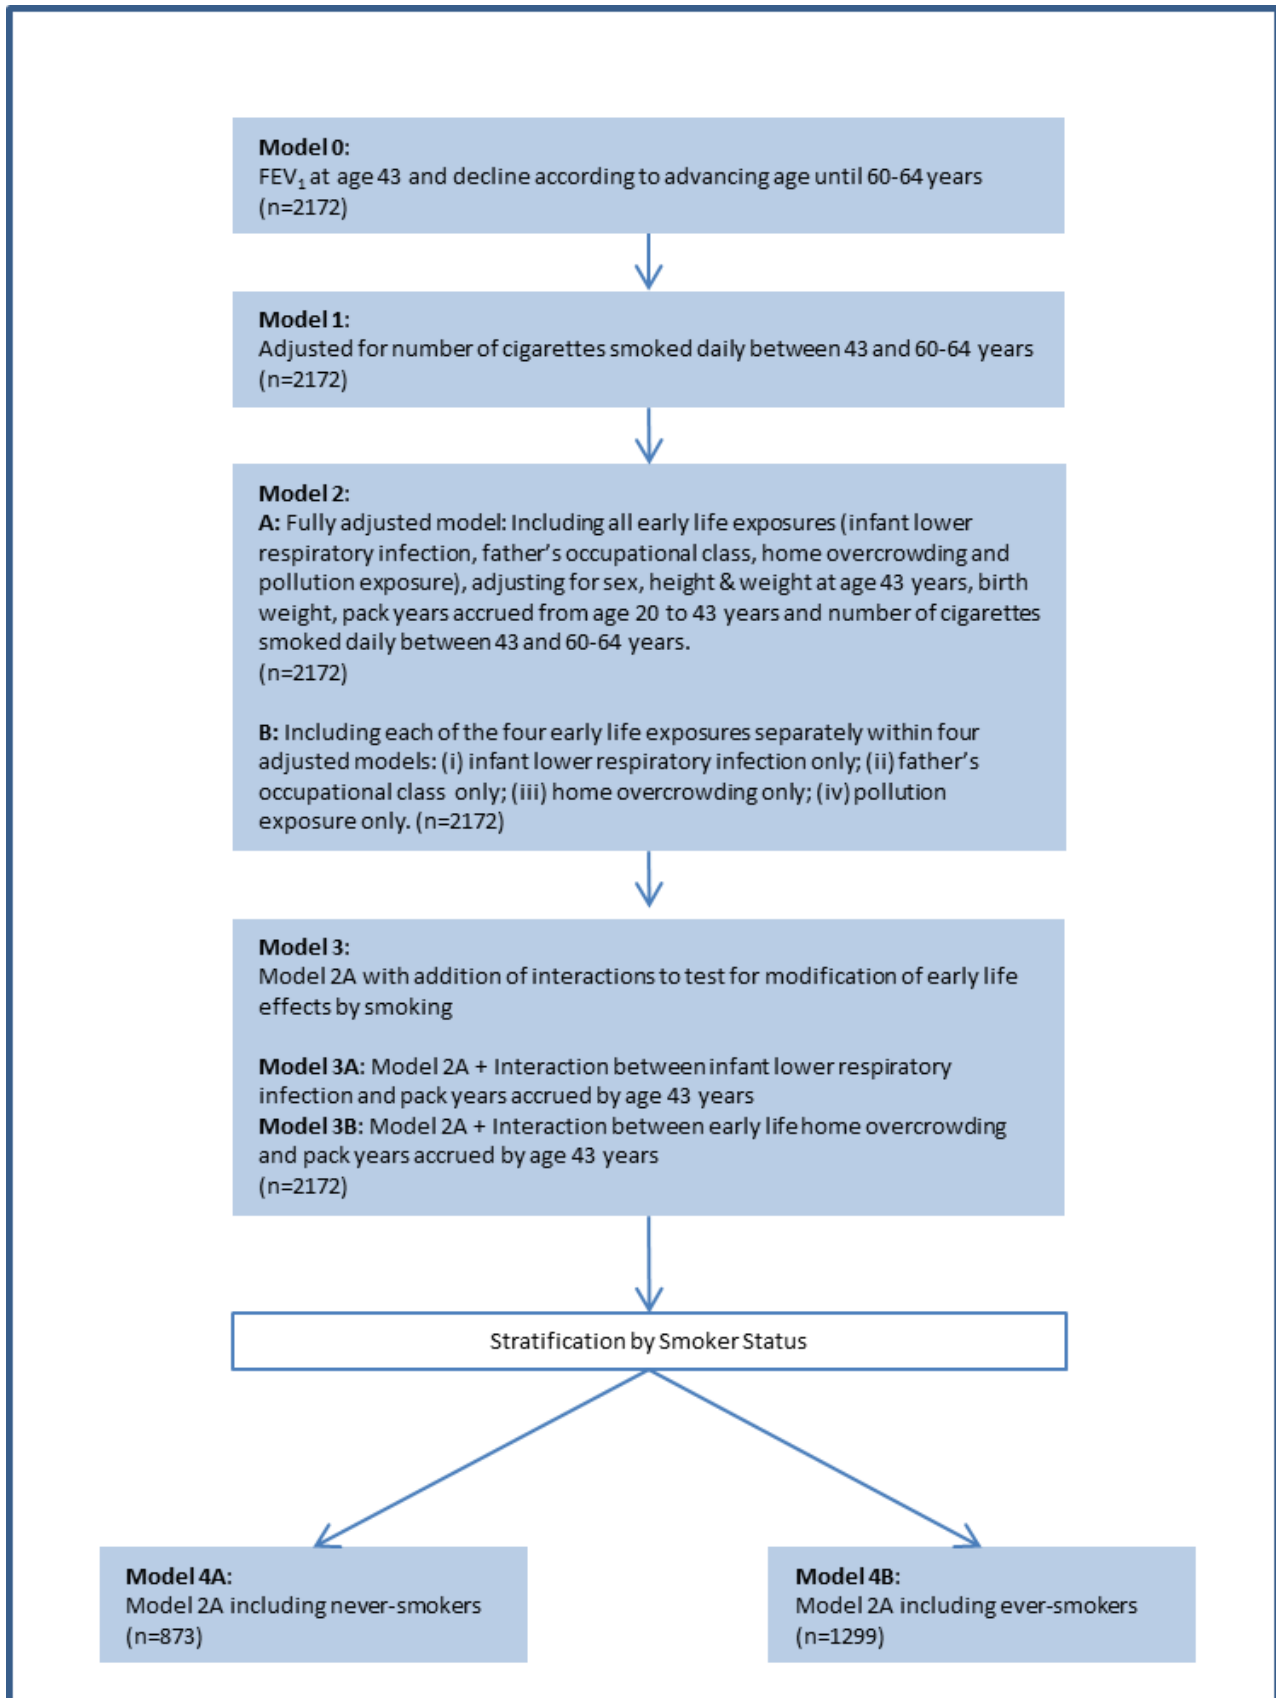 Model 0:
FEV₁ at age 43 and decline according to advancing age until 60-64 years
(n=2172)
Model 1:
Adjusted for number of cigarettes smoked daily between 43 and 60-64 years
(n=2172)
Model 2:
A: Fully adjusted model: Including all early life exposures (infant lower
respiratory infection, father’s occupational class, home overcrowding and
pollution exposure), adjusting for sex, height & weight at age 43 years, birth
weight, pack years accrued from age 20 to 43 years and number of cigarettes
smoked daily between 43 and 60-64 years.
(n=2172)
B: Including each of the four early life exposures separately within four
adjusted models: (i) infant lower respiratory infection only; (ii) father’s
occupational class only; (iii) home overcrowding only; (iv) pollution
exposure only. (n=2172)
Model 3:
Model 2A with addition of interactions to test for modification of early life
effects by smoking
Model 3A: Model 2A + Interaction between infant lower respiratory
infection and pack years accrued by age 43 years
Model 3B: Model 2A + Interaction between early life home overcrowding
and pack years accrued by age 43 years
(n=2172)
Stratification by Smoker Status
Model 4A:
Model 2A including never-smokers
(n=873)
Model 4B:
Model 2A including ever-smokers
(n=1299)